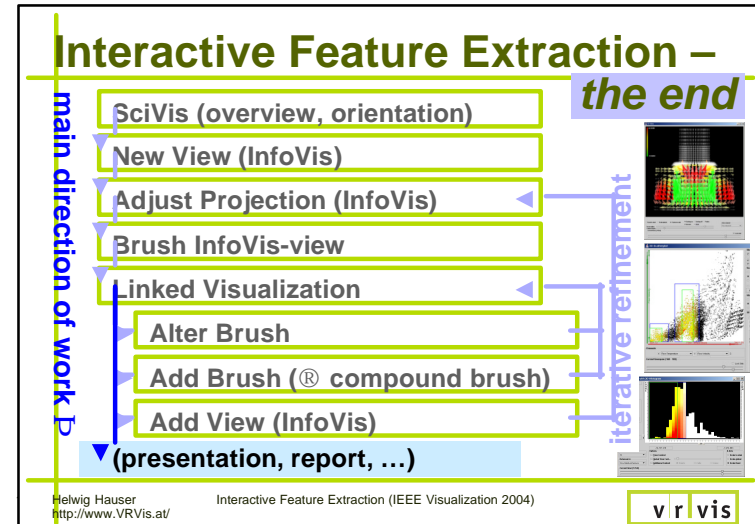 Interactive Feature Extraction –
the end
main direction of work Þ
SciVis (overview, orientation)
New View (InfoVis)
Adjust Projection (InfoVis)
Brush InfoVis-view
Linked Visualization
Alter Brush
Add Brush (® compound brush)
Add View (InfoVis)
(presentation, report, …)
iterative refinement
Helwig Hauser
http://www.VRVis.at/
Interactive Feature Extraction (IEEE Visualization 2004)
v r vis